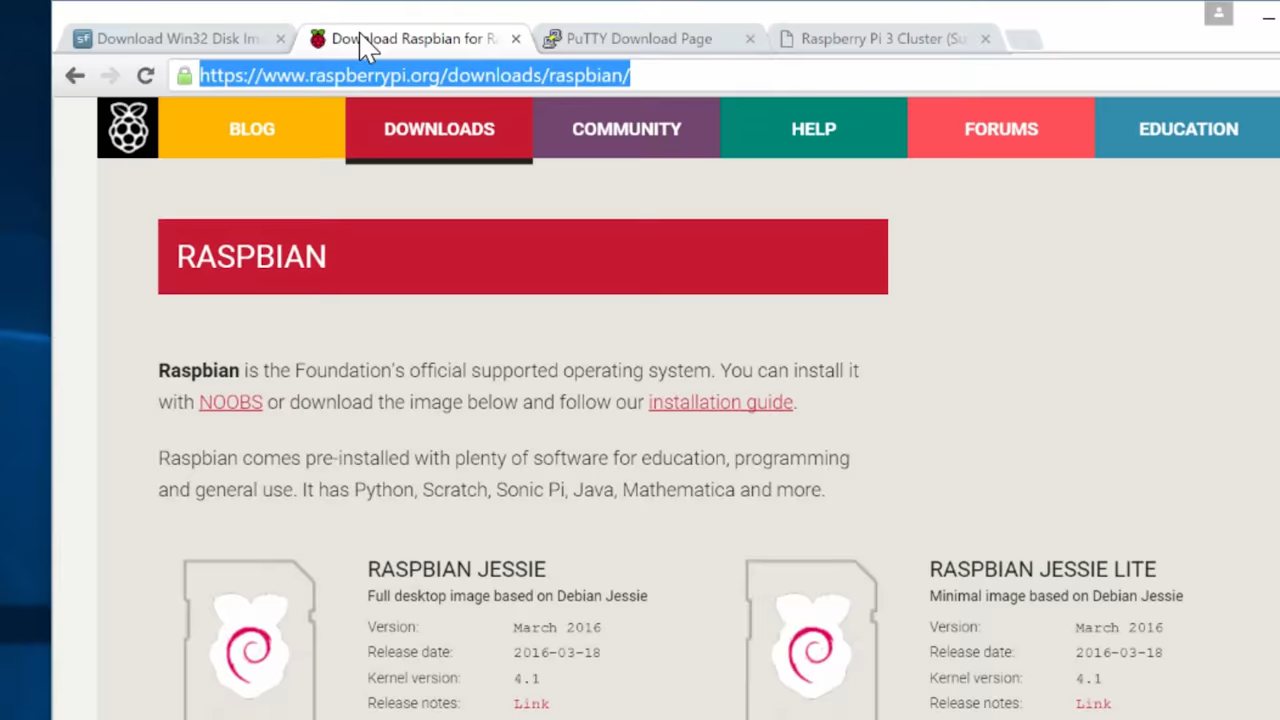 Download Win32 Disk Im
Download Raspbian for R
PuTTY Download Page
Raspberry Pi 3 Cluster (Su
https://www.raspberrypi.org/downloads/raspbian/
BLOG
DOWNLOADS
COMMUNITY
HELP
FORUMS
EDUCATION
RASPBIAN
Raspbian is the Foundation's official supported operating system. You can install it
with NOOBS or download the image below and follow our installation guide.
Raspbian comes pre-installed with plenty of software for education, programming
and general use. It has Python, Scratch, Sonic Pi, Java, Mathematica and more.
RASPBIAN JESSIE
Full desktop image based on Debian Jessie
Version: March 2016
Release date: 2016-03-18
Kernel version: 4.1
Release notes: Link
RASPBIAN JESSIE LITE
Minimal image based on Debian Jessie
Version: March 2016
Release date: 2016-03-18
Kernel version: 4.1
Release notes: Link